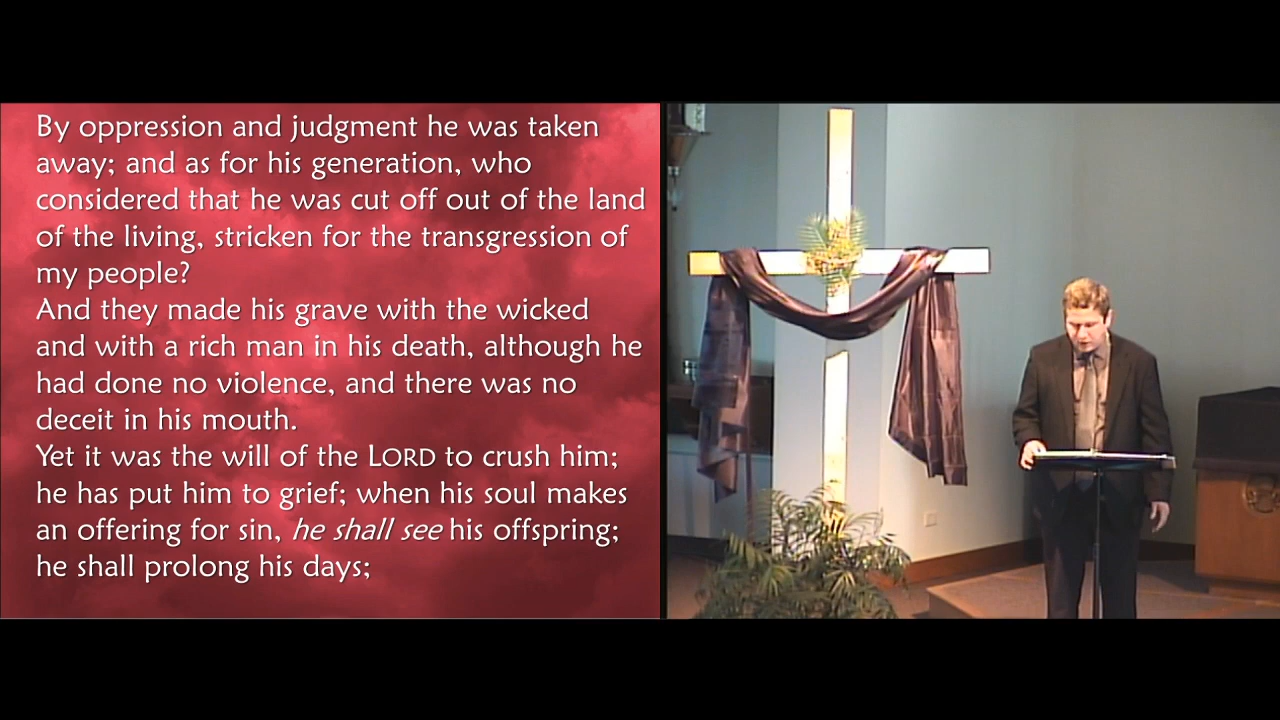 By oppression and judgment he was taken
away; and as for his generation, who
considered that he was cut off out of the land
of the living, stricken for the transgression of
my people?
And they made his grave with the wicked
and with a rich man in his death, although he
had done no violence, and there was no
deceit in his mouth.
Yet it was the will of the LORD to crush him;
he has put him to grief; when his soul makes
an offering for sin, he shall see his offspring;
he shall prolong his days;